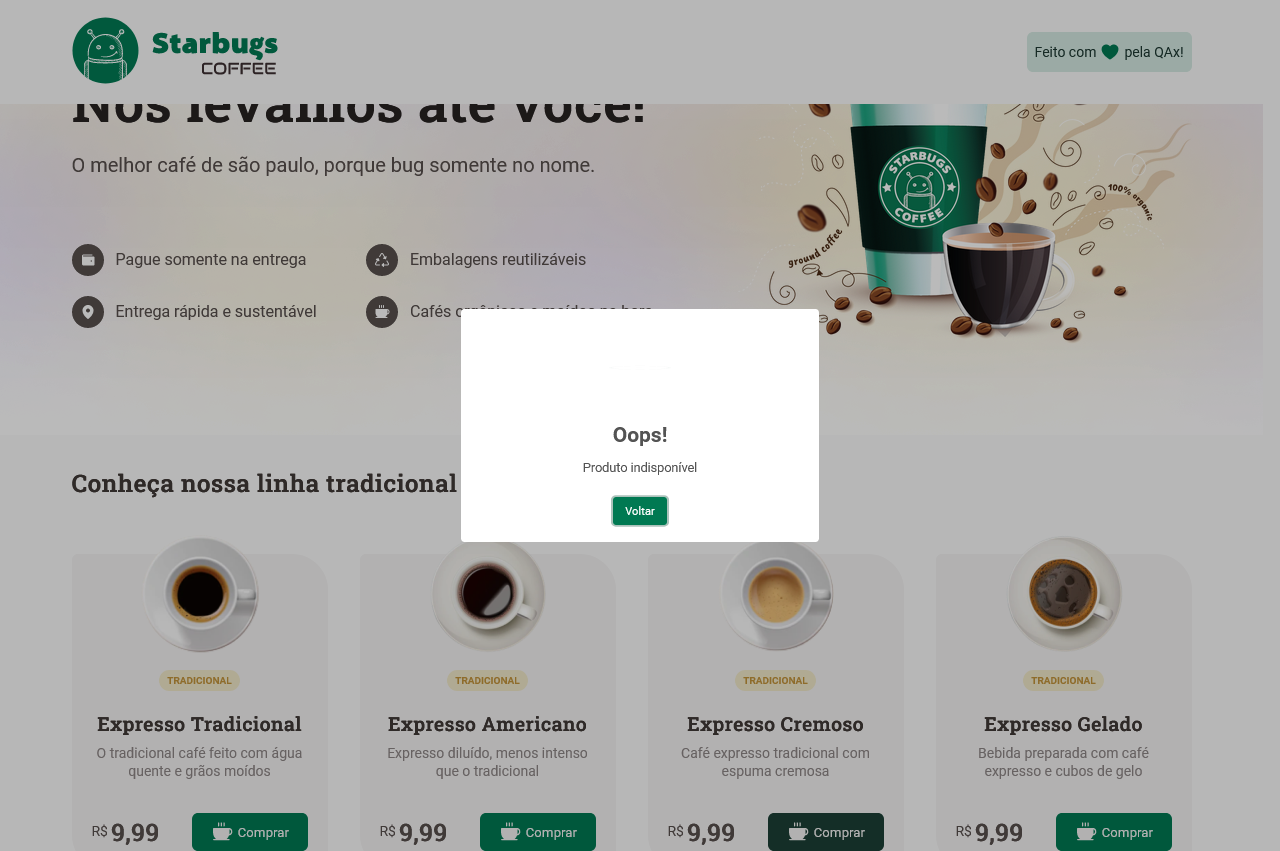 Starbugs
COFFEE
Feito com pela QAx!
Nós levamos até você!
O melhor café de são paulo, porque bug somente no nome.
STARBUGS
COFFEE
100% organic
ground coffee
Pague somente na entrega
Embalagens reutilizáveis
Entrega rápida e sustentável
Cafés orgânicos e moídos na hora
Oops!
Produto indisponível
Voltar
Conheça nossa linha tradicional
TRADICIONAL
Expresso Tradicional
O tradicional café feito com água
quente e grãos moídos
R$ 9,99
Comprar
TRADICIONAL
Expresso Americano
Expresso diluído, menos intenso
que o tradicional
R$ 9,99
Comprar
TRADICIONAL
Expresso Cremoso
Café expresso tradicional com
espuma cremosa
R$ 9,99
Comprar
TRADICIONAL
Expresso Gelado
Bebida preparada com café
expresso e cubos de gelo
R$ 9,99
Comprar